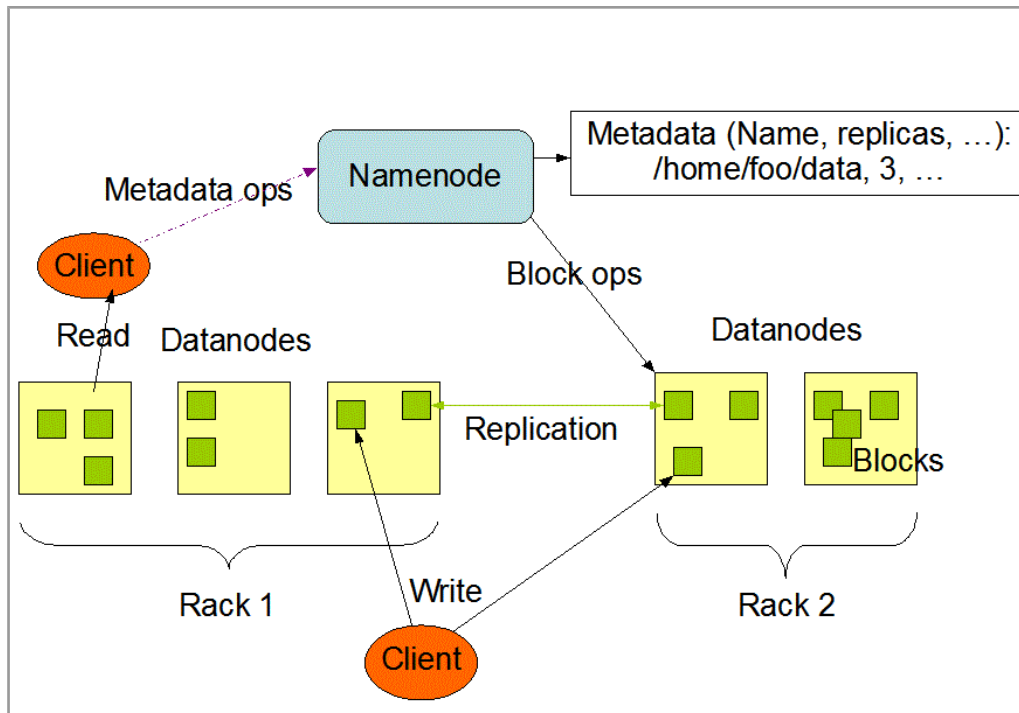 Metadata (Name, replicas, …):
/home/foo/data, 3, …
Namenode
Metadata ops
Client
Block ops
Read
Datanodes
Datanodes
Replication
Blocks
Rack 1
Write
Rack 2
Client